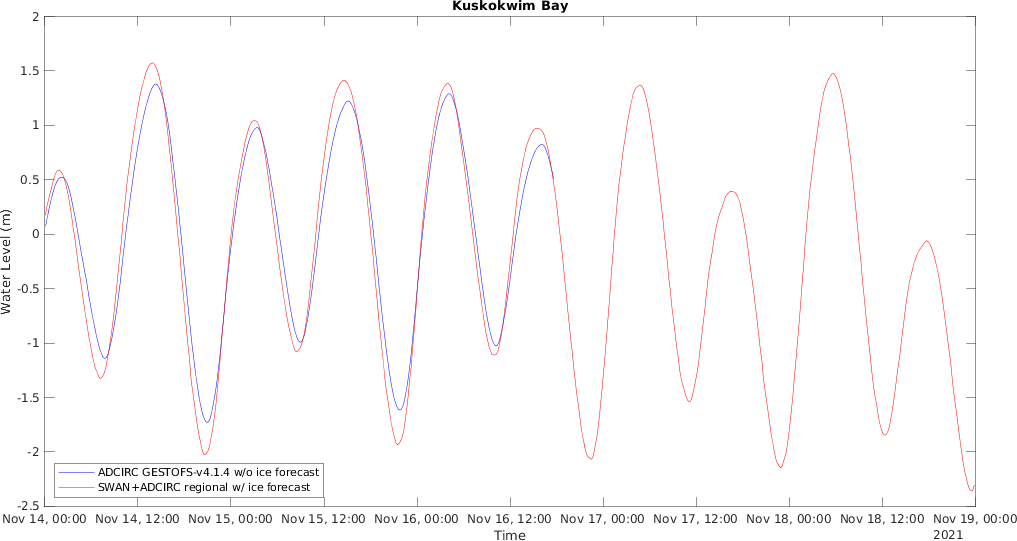 Kuskokwim Bay
2
1.5
1
0.5
0
-0.5
-1
-1.5
-2
-2.5
Water Level (m)
ADCIRC GESTOFS-v4.1.4 w/o ice forecast
SWAN+ADCIRC regional w/ ice forecast
Nov 14, 00:00 Nov 14, 12:00 Nov 15, 00:00 Nov 15, 12:00 Nov 16, 00:00 Nov 16, 12:00 Nov 17, 00:00 Nov 17, 12:00 Nov 18, 00:00 Nov 18, 12:00 Nov 19, 00:00
Time
2021